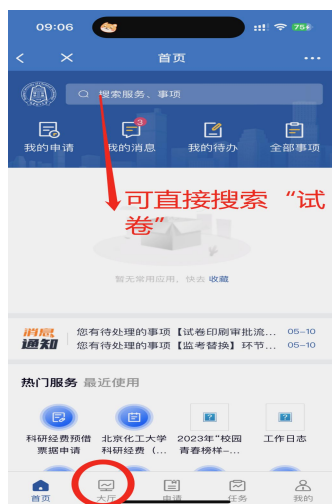 09:06
75
首页
搜索服务、事项
3
我的申请 我的消息 我的待办 全部事项
可直接搜索“试
卷”
暂无常用应用，快去 收藏
消息 您有待处理的事项【试卷印刷审批流... 05-10
通知 您有待处理的事项【监考替换】环节... 05-10
热门服务 最近使用
科研经费预借 北京化工大学 2023年“校园 工作日志
票据申请 科研经费（... 青春榜样-...
首页 大厅 申请 任务 我的